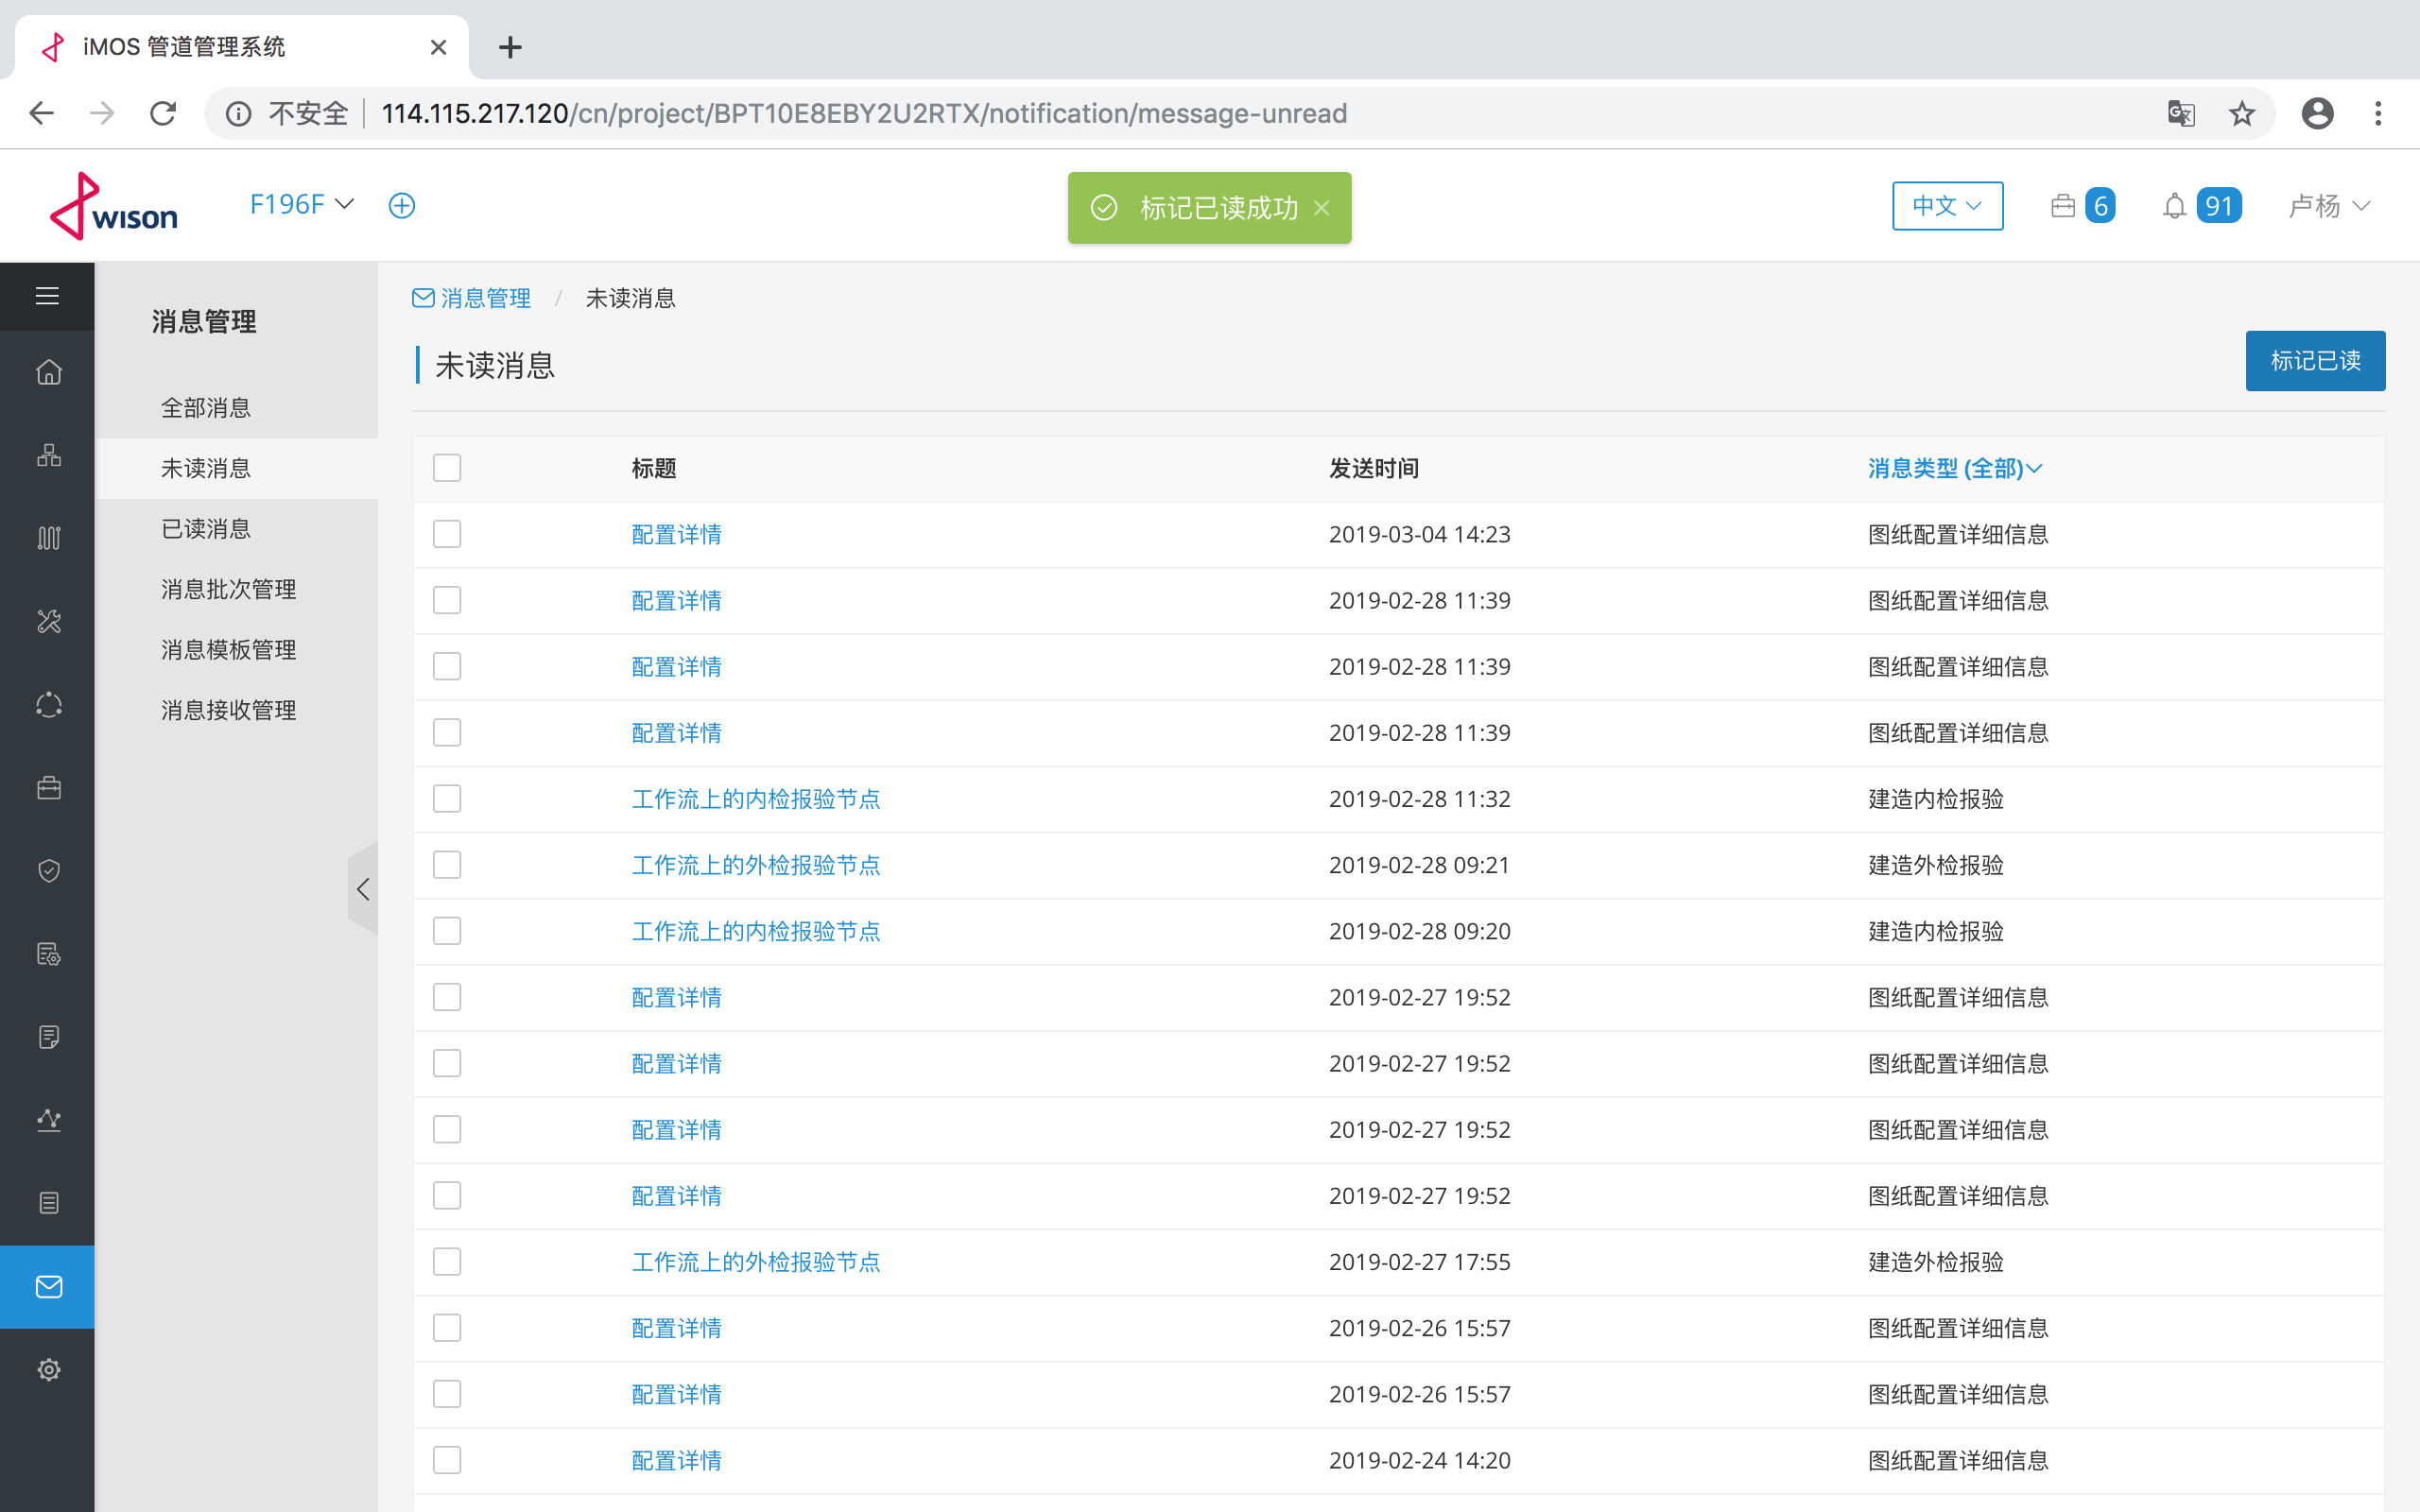 iMOS 管道管理系统
不安全 114.115.217.120/cn/project/BPT10E8EBY2U2RTX/notification/message-unread
wison F196F 标记已读成功 中文 6 91 卢杨
消息管理
全部消息
未读消息
已读消息
消息批次管理
消息模板管理
消息接收管理
消息管理 / 未读消息
未读消息 标记已读
标题 发送时间 消息类型 (全部)
配置详情 2019-03-04 14:23 图纸配置详细信息
配置详情 2019-02-28 11:39 图纸配置详细信息
配置详情 2019-02-28 11:39 图纸配置详细信息
配置详情 2019-02-28 11:39 图纸配置详细信息
工作流上的内检报验节点 2019-02-28 11:32 建造内检报验
工作流上的外检报验节点 2019-02-28 09:21 建造外检报验
工作流上的内检报验节点 2019-02-28 09:20 建造内检报验
配置详情 2019-02-27 19:52 图纸配置详细信息
配置详情 2019-02-27 19:52 图纸配置详细信息
配置详情 2019-02-27 19:52 图纸配置详细信息
配置详情 2019-02-27 19:52 图纸配置详细信息
工作流上的外检报验节点 2019-02-27 17:55 建造外检报验
配置详情 2019-02-26 15:57 图纸配置详细信息
配置详情 2019-02-26 15:57 图纸配置详细信息
配置详情 2019-02-24 14:20 图纸配置详细信息